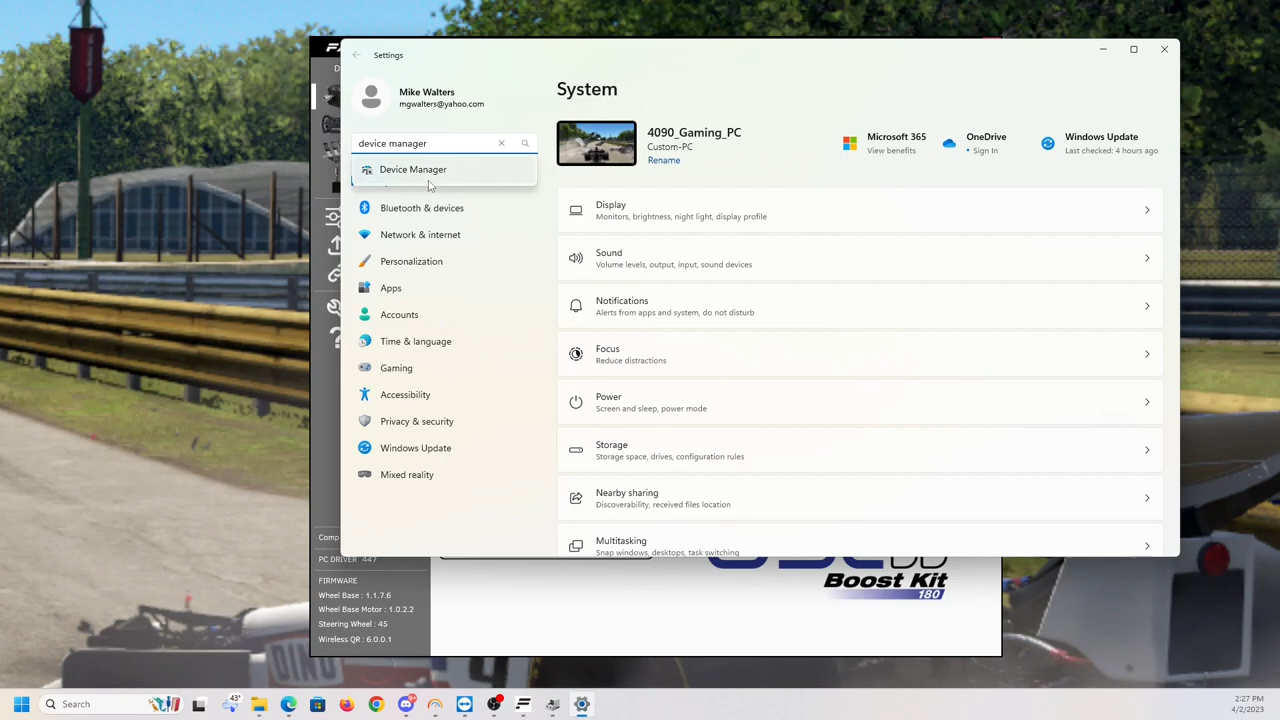 Settings
Mike Walters
mgwalters@yahoo.com
device manager
Device Manager
Bluetooth & devices
Network & internet
Personalization
Apps
Accounts
Time & language
Gaming
Accessibility
Privacy & security
Windows Update
Mixed reality
System
4090_Gaming_PC
Custom-PC
Rename
Microsoft 365
View benefits
OneDrive
• Sign In
Windows Update
Last checked: 4 hours ago
Display
Monitors, brightness, night light, display profile
Sound
Volume levels, output, input, sound devices
Notifications
Alerts from apps and system, do not disturb
Focus
Reduce distractions
Power
Screen and sleep, power mode
Storage
Storage space, drives, configuration rules
Nearby sharing
Discoverability, received files location
Multitasking
Snap windows, desktops, task switching
Comp
PC DRIVER 447
FIRMWARE
Wheel Base : 1.1.7.6
Wheel Base Motor : 1.0.2.2
Steering Wheel : 45
Wireless QR : 6.0.0.1
Boost Kit
180
Search
43°
2:27 PM
4/2/2023